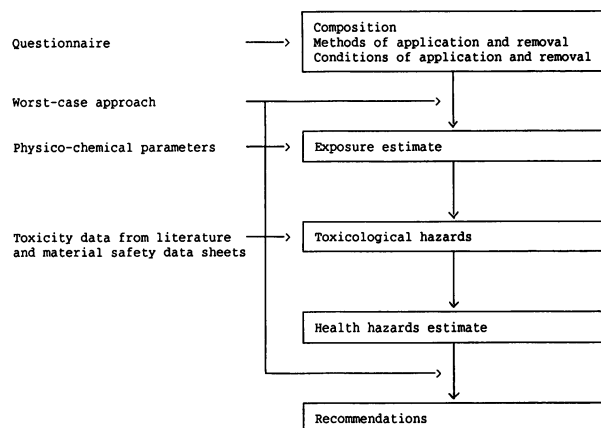 Composition
Methods of application and removal
Conditions of application and removal
Questionnaire
Worst-case approach
Physico-chemical parameters
Exposure estimate
Toxicity data from literature
and material safety data sheets
Toxicological hazards
Health hazards estimate
Recommendations